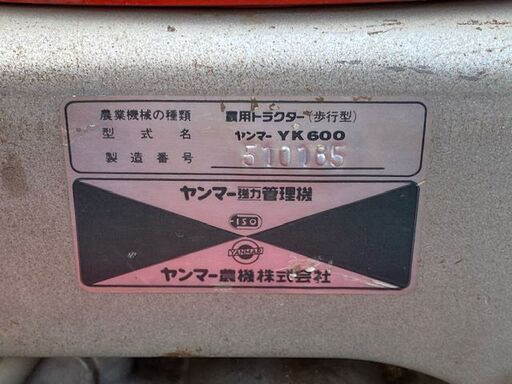 農業機械の種類 農用トラクター(歩行型)
型式名 ヤンマー YK600
製造番号 510165
ヤンマー強力管理機
ISO
YANMAR
ヤンマー農機株式会社